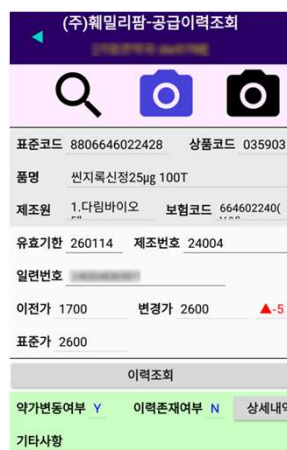 (주)훼밀리팜-공급이력조회
표준코드 8806646022428 상품코드 035903
품명 씬지록신정25µg 100T
제조원 1.다림바이오 보험코드 664602240(
유효기한 260114 제조번호 24004
일련번호
이전가 1700 변경가 2600 ▲-5
표준가 2600
이력조회
약가변동여부 Y 이력존재여부 N 상세내역
기타사항